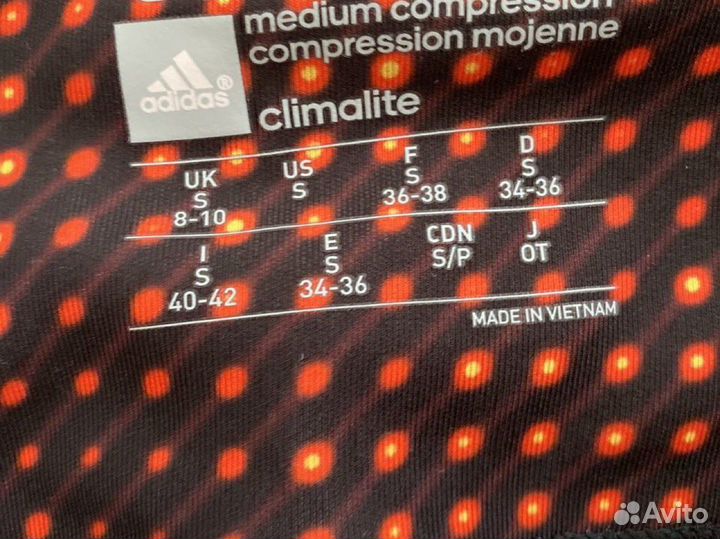 medium compression
compression mojenne
adidas®
climalite
UK US F D
S S S S
8-10 36-38 34-36
I E CDN J
S S S/P OT
40-42 34-36
MADE IN VIETNAM
Avito